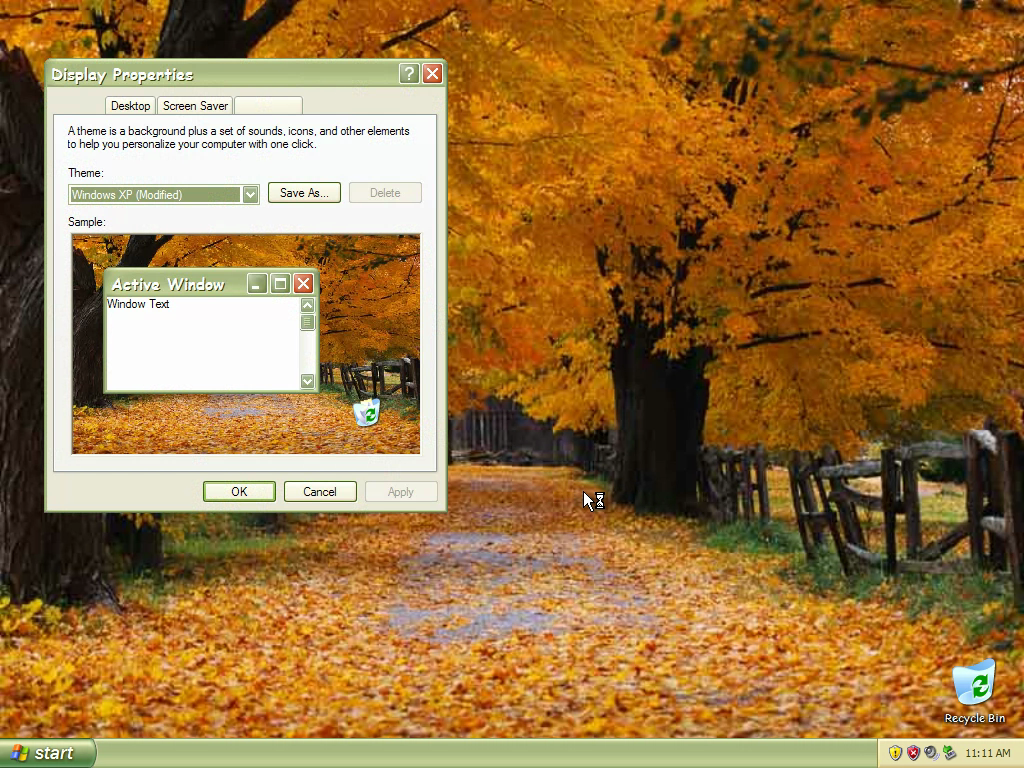 Display Properties
Desktop
Screen Saver
A theme is a background plus a set of sounds, icons, and other elements
to help you personalize your computer with one click.
Theme:
Windows XP (Modified)
Save As...
Delete
Sample:
Active Window
Window Text
OK
Cancel
Apply
Recycle Bin
start
11:11 AM